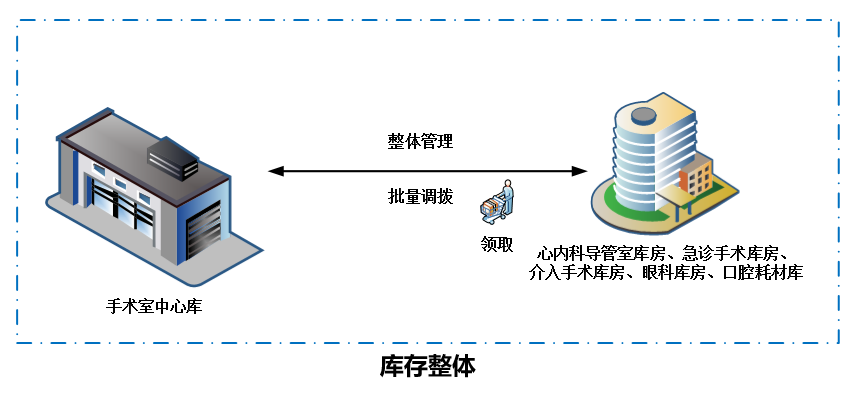 整体管理
批量调拨
领取
心内科导管室库房、急诊手术库房、
介入手术库房、眼科库房、口腔耗材库
手术室中心库
库存整体